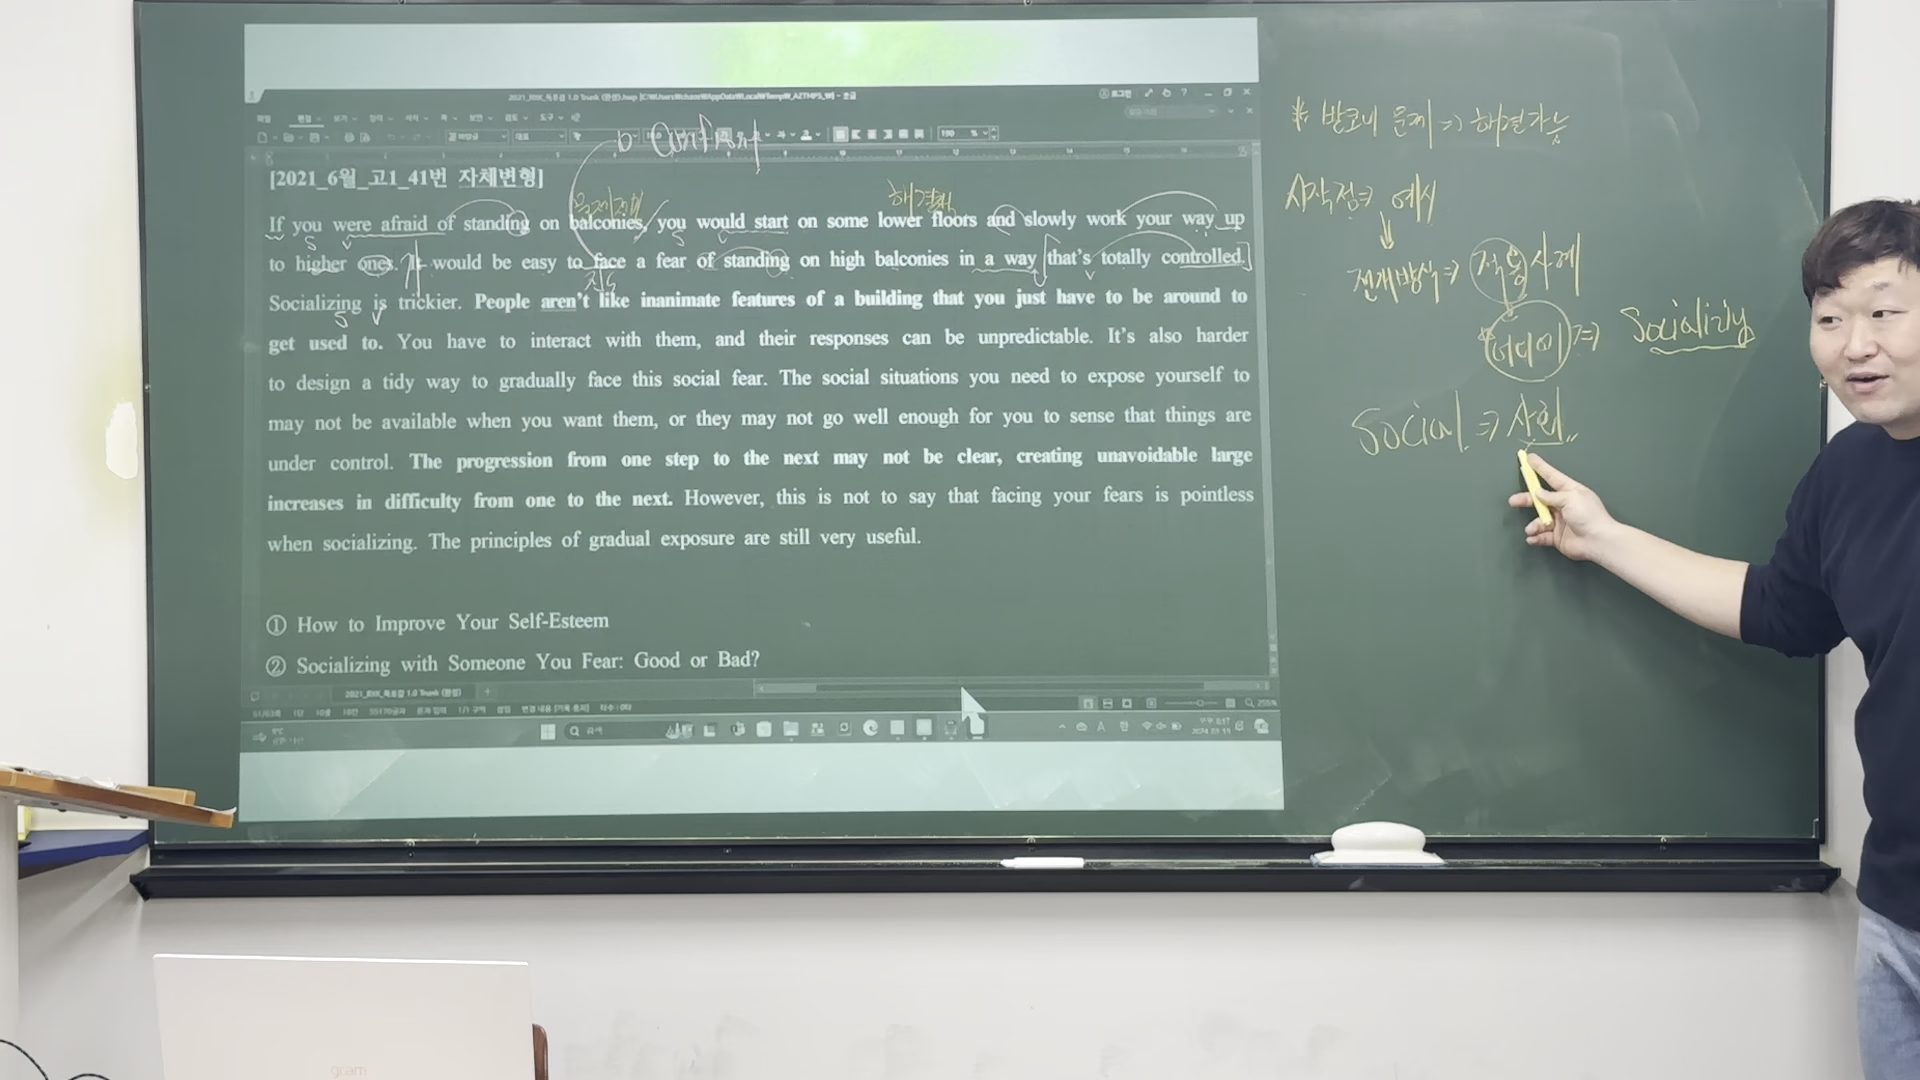 [2021_6월_고1_41번 자체변형]
Confront
문제점 해결책
If you were afraid of standing on balconies, you would start on some lower floors and slowly work your way up
to higher ones. It would be easy to face a fear of standing on high balconies in a way that's totally controlled.
Socializing is trickier. People aren't like inanimate features of a building that you just have to be around to
get used to. You have to interact with them, and their responses can be unpredictable. It's also harder
to design a tidy way to gradually face this social fear. The social situations you need to expose yourself to
may not be available when you want them, or they may not go well enough for you to sense that things are
under control. The progression from one step to the next may not be clear, creating unavoidable large
increases in difficulty from one to the next. However, this is not to say that facing your fears is pointless
when socializing. The principles of gradual exposure are still very useful.
① How to Improve Your Self-Esteem
② Socializing with Someone You Fear: Good or Bad?
S V S V
S V
* 발코니 문제 ⇒ 해결가능
시작점 예시
전개방식 ⇒ 적용사례
(어디에) ⇒ Socializing
Social ⇒ 사회
gram